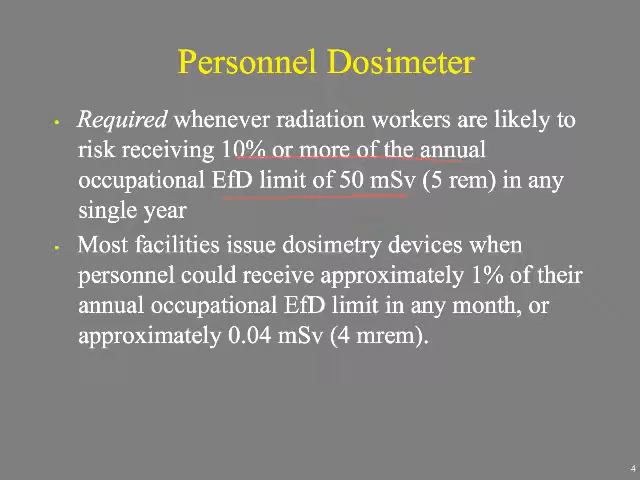 Personnel Dosimeter
• Required whenever radiation workers are likely to
risk receiving 10% or more of the annual
occupational EfD limit of 50 mSv (5 rem) in any
single year
• Most facilities issue dosimetry devices when
personnel could receive approximately 1% of their
annual occupational EfD limit in any month, or
approximately 0.04 mSv (4 mrem).
4